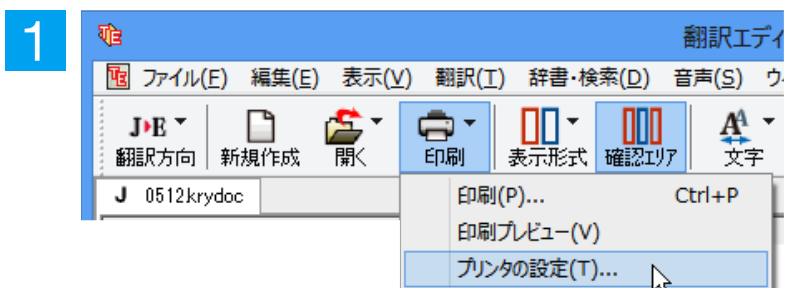 1
TE 翻訳エディ
TE ファイル(F) 編集(E) 表示(V) 翻訳(T) 辞書・検索(D) 音声(S) ウ
J▸E 翻訳方向 新規作成 開く 印刷 表示形式 確認エリア 文字
J 0512krydoc
印刷(P)... Ctrl+P
印刷プレビュー(V)
プリンタの設定(T)...